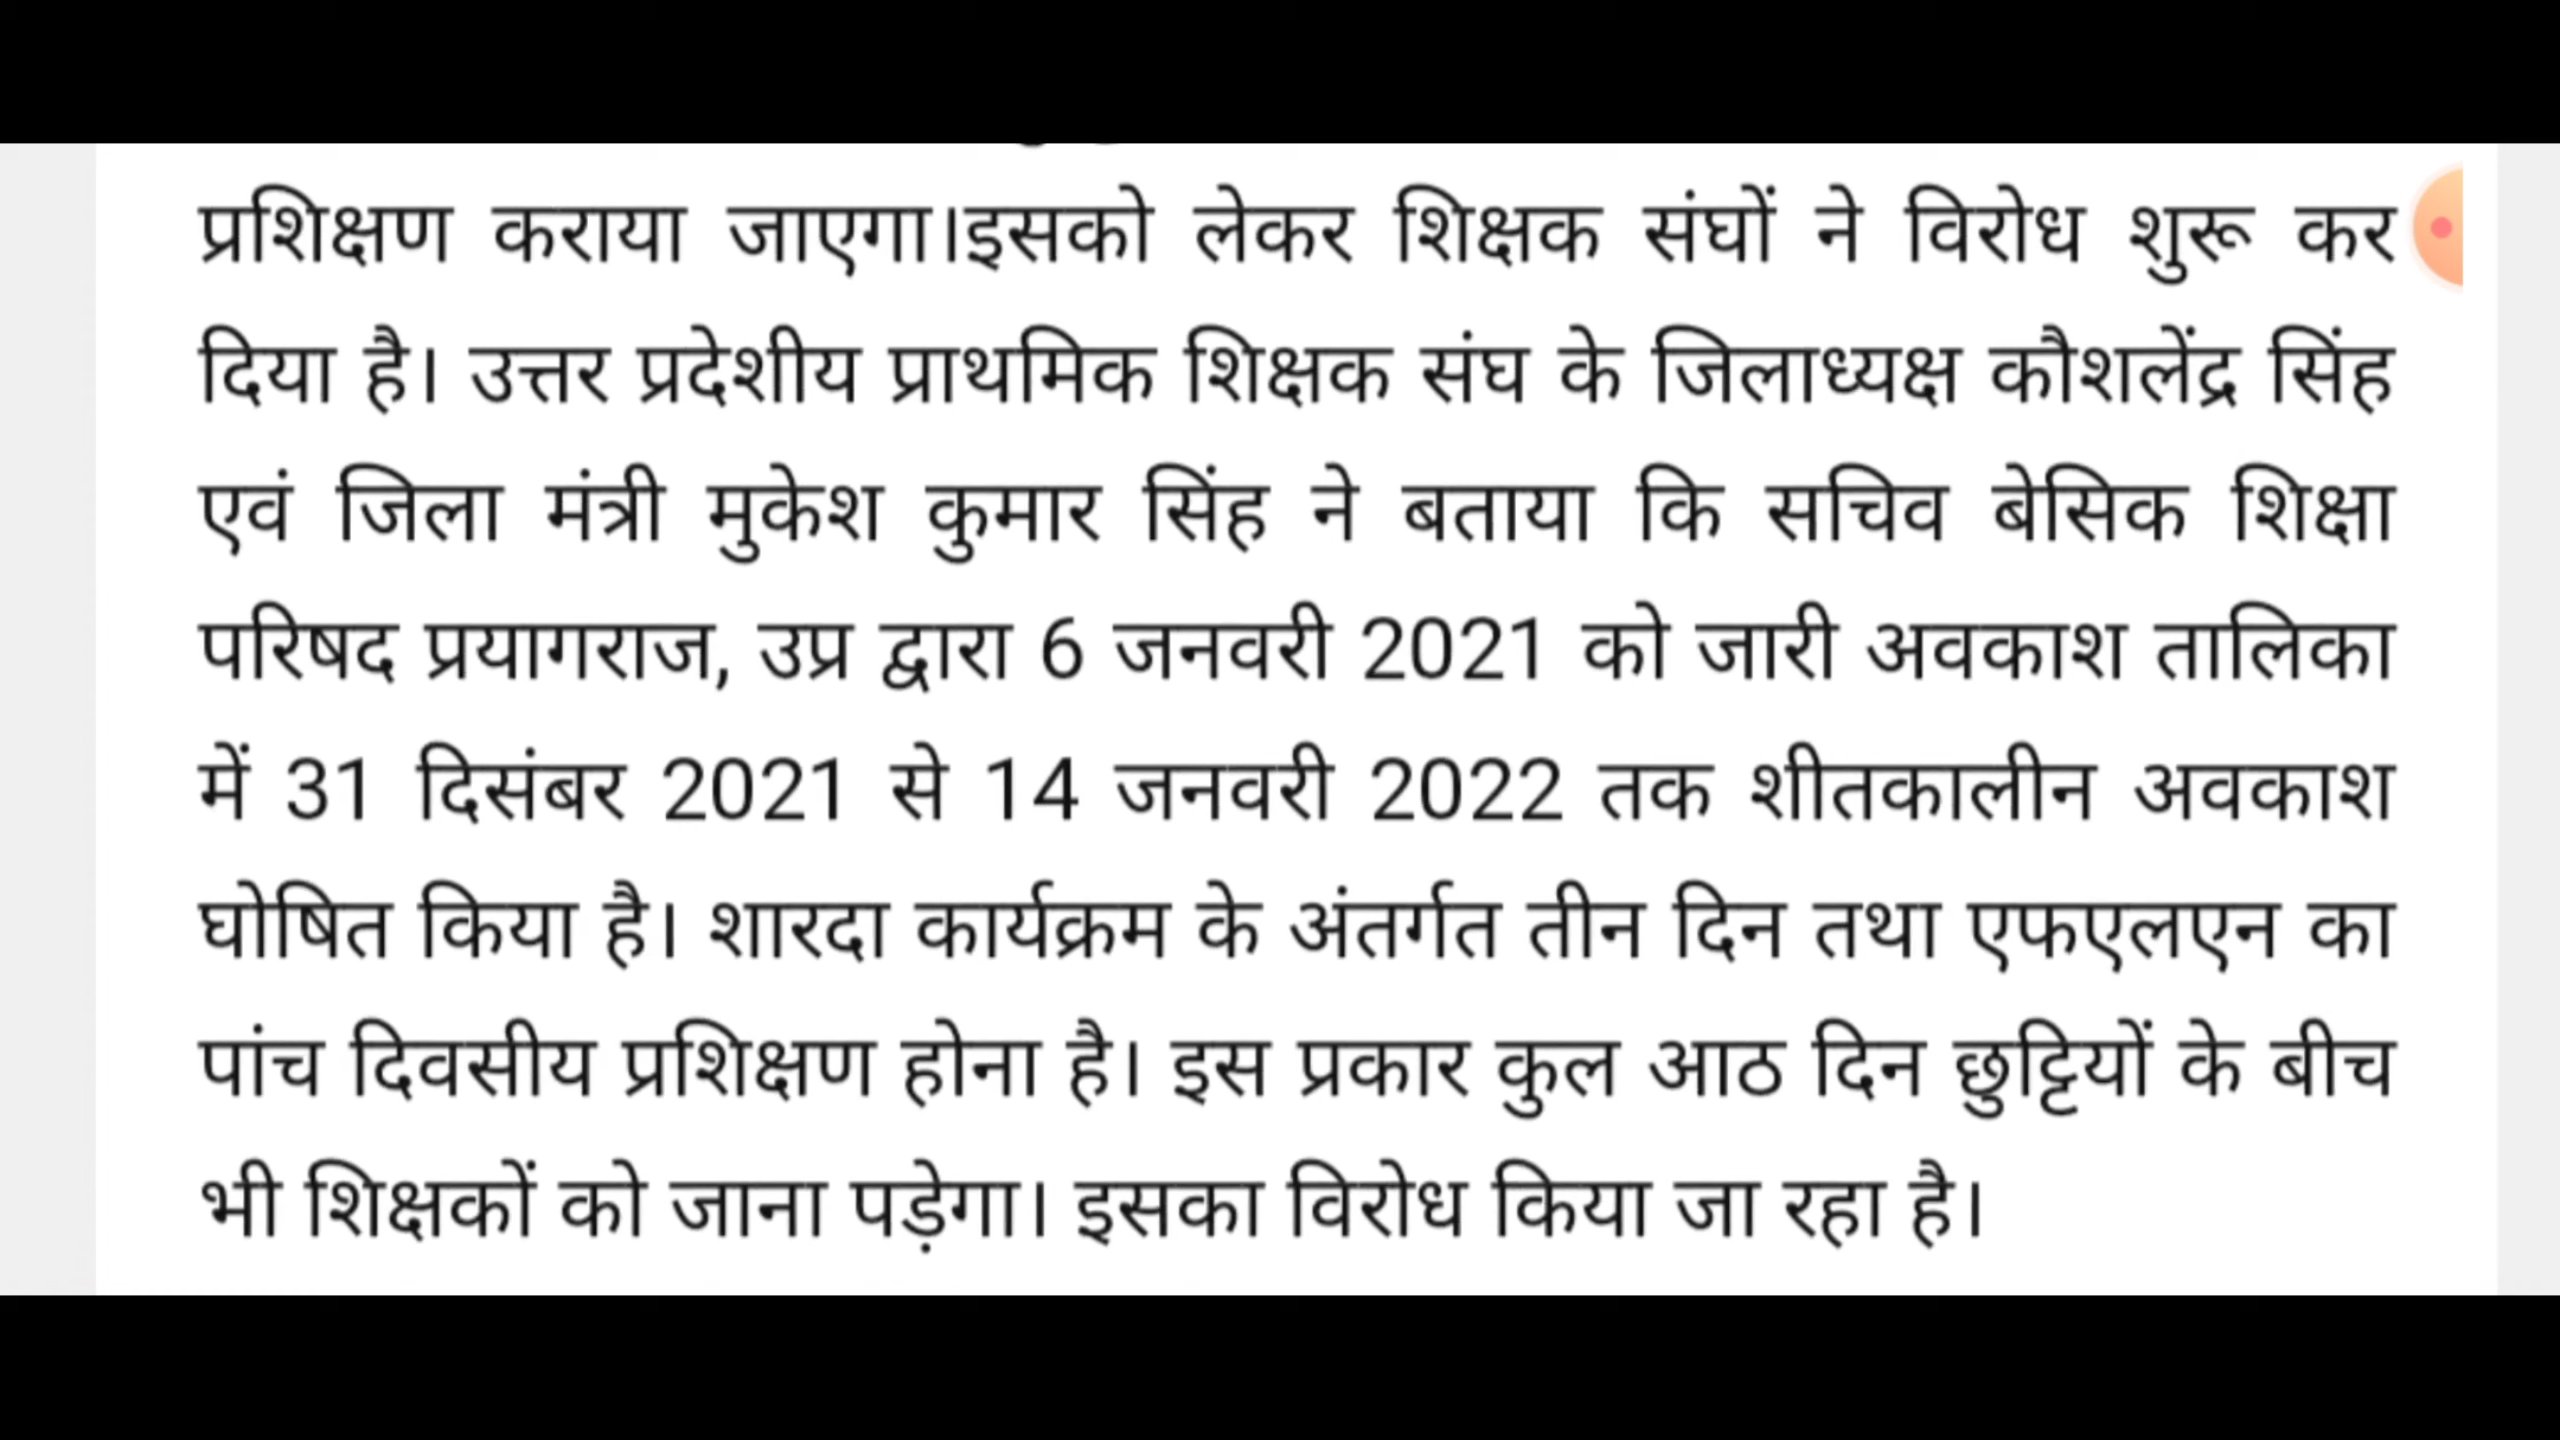 प्रशिक्षण कराया जाएगा।इसको लेकर शिक्षक संघों ने विरोध शुरू कर
दिया है। उत्तर प्रदेशीय प्राथमिक शिक्षक संघ के जिलाध्यक्ष कौशलेंद्र सिंह
एवं जिला मंत्री मुकेश कुमार सिंह ने बताया कि सचिव बेसिक शिक्षा
परिषद प्रयागराज, उप्र द्वारा 6 जनवरी 2021 को जारी अवकाश तालिका
में 31 दिसंबर 2021 से 14 जनवरी 2022 तक शीतकालीन अवकाश
घोषित किया है। शारदा कार्यक्रम के अंतर्गत तीन दिन तथा एफएलएन का
पांच दिवसीय प्रशिक्षण होना है। इस प्रकार कुल आठ दिन छुट्टियों के बीच
भी शिक्षकों को जाना पड़ेगा। इसका विरोध किया जा रहा है।